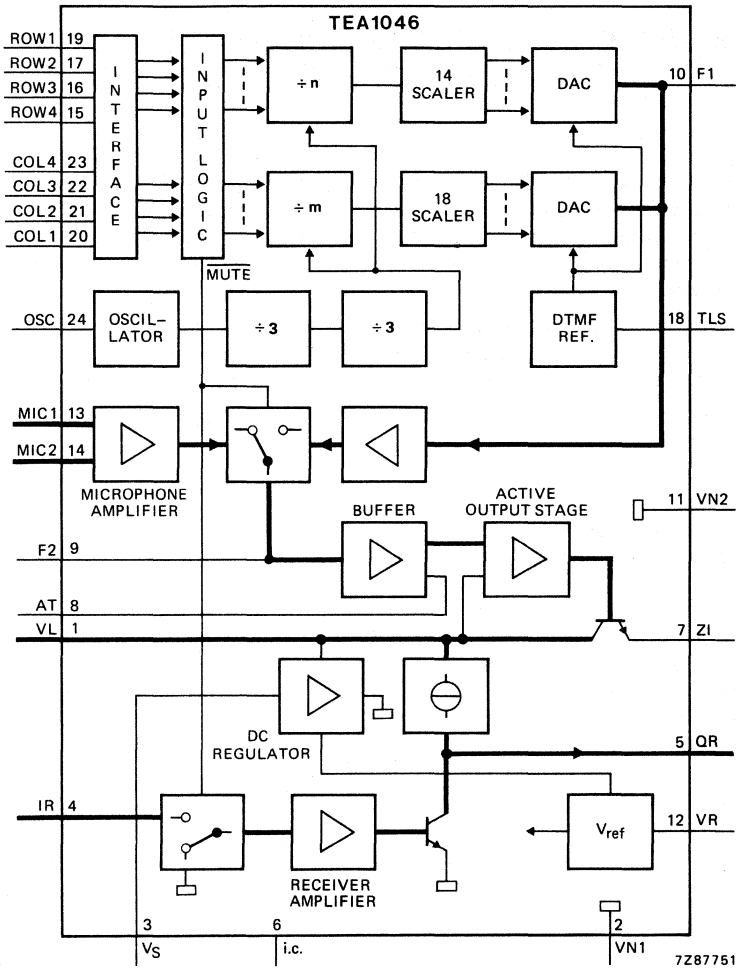 TEA1046
ROW1 19
ROW2 17
ROW3 16
ROW4 15
COL4 23
COL3 22
COL2 21
COL1 20
INTERFACE
INPUT LOGIC
÷n
14
SCALER
DAC
10 F1
÷m
18
SCALER
DAC
MUTE
OSC 24
OSCIL-
LATOR
÷3
÷3
DTMF
REF.
18 TLS
MIC1 13
MIC2 14
MICROPHONE
AMPLIFIER
BUFFER
ACTIVE
OUTPUT STAGE
11 VN2
F2 9
AT 8
VL 1
7 ZI
DC
REGULATOR
5 QR
IR 4
RECEIVER
AMPLIFIER
Vref
12 VR
3
VS
6
i.c.
2
VN1
7Z87751